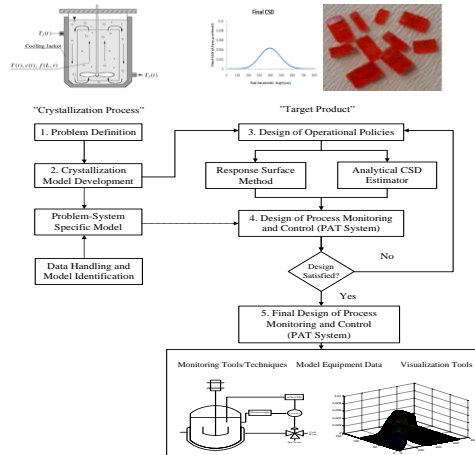 Final CSD
T_j(t)
Cooling Jacket
T(t), c(t), f(L, t)
T_j(t)
"Crystallization Process"
"Target Product"
1. Problem Definition
3. Design of Operational Policies
2. Crystallization
Model Development
Response Surface
Method
Analytical CSD
Estimator
Problem-System
Specific Model
4. Design of Process Monitoring
and Control (PAT System)
No
Data Handling and
Model Identification
Design
Satisfied?
Yes
5. Final Design of Process
Monitoring and Control
(PAT System)
Monitoring Tools/Techniques
Model Equipment Data
Visualization Tools